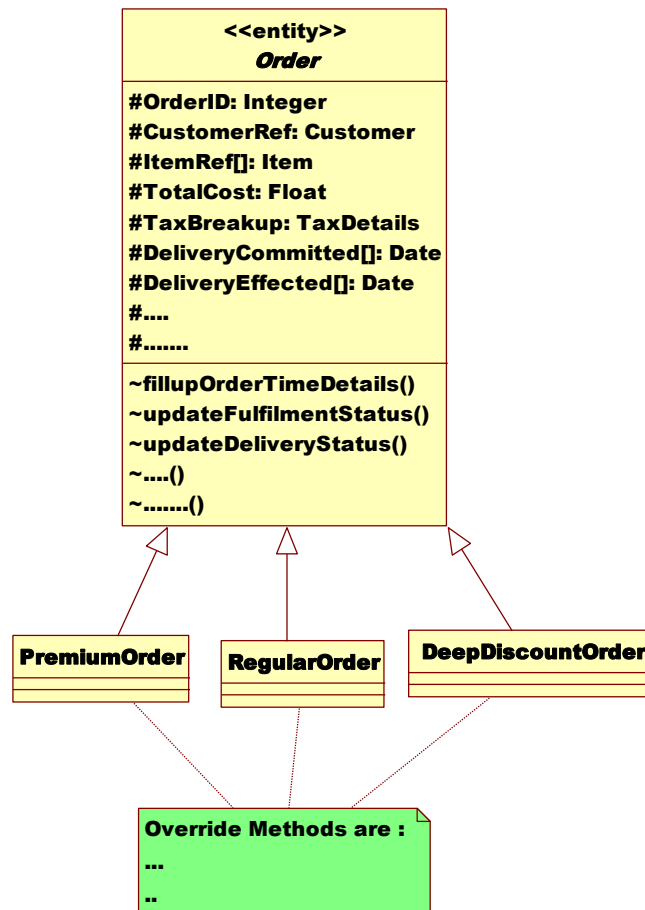 <<entity>>
Order
#OrderID: Integer
#CustomerRef: Customer
#ItemRef[]: Item
#TotalCost: Float
#TaxBreakup: TaxDetails
#DeliveryCommitted[]: Date
#DeliveryEffected[]: Date
#....
#.......
~fillupOrderTimeDetails()
~updateFulfilmentStatus()
~updateDeliveryStatus()
~....()
~.......()
PremiumOrder
RegularOrder
DeepDiscountOrder
Override Methods are :
...
..